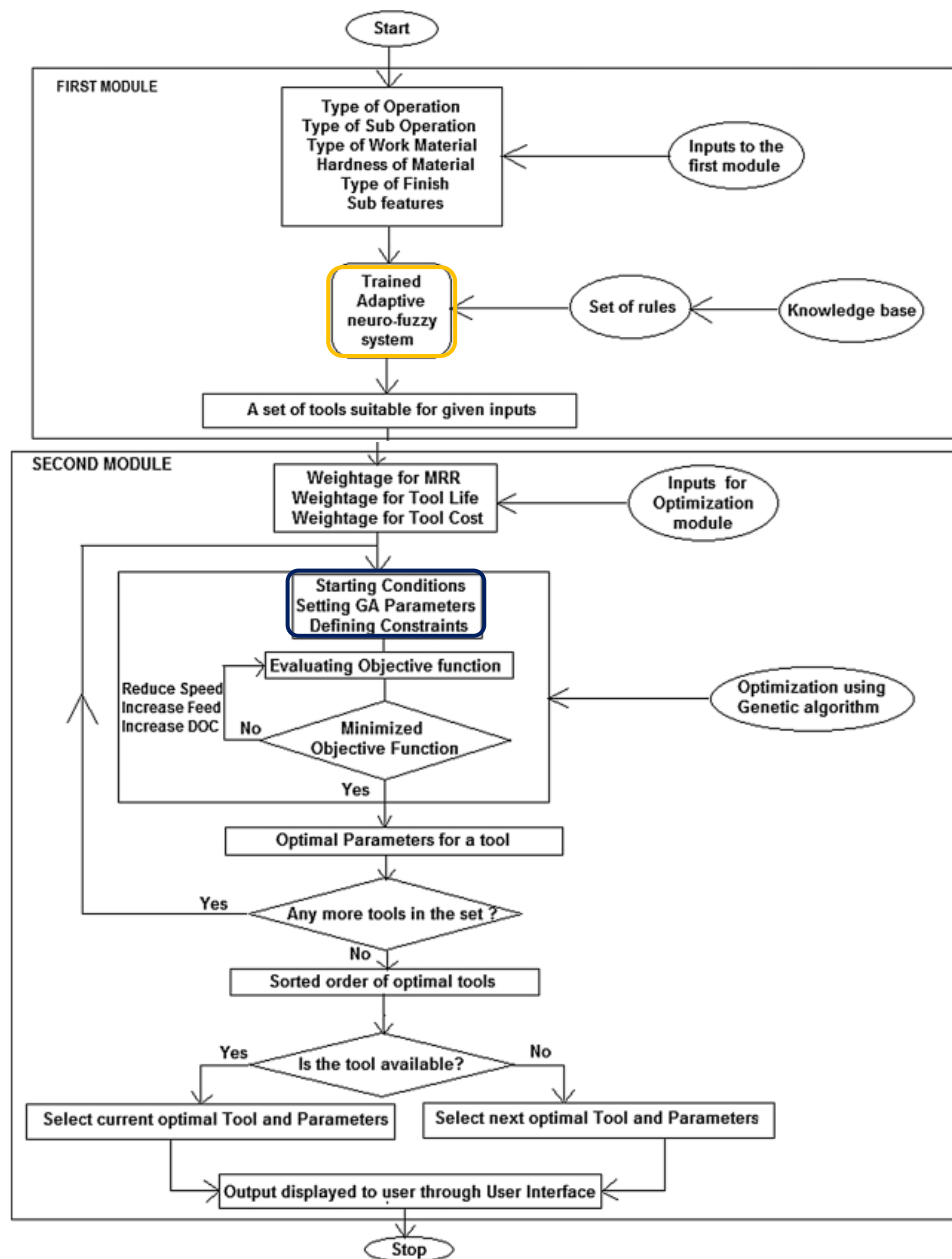 Start
FIRST MODULE
Type of Operation
Type of Sub Operation
Type of Work Material
Hardness of Material
Type of Finish
Sub features
Inputs to the
first module
Trained
Adaptive
neuro-fuzzy
system
Set of rules
Knowledge base
A set of tools suitable for given inputs
SECOND MODULE
Weightage for MRR
Weightage for Tool Life
Weightage for Tool Cost
Inputs for
Optimization
module
Starting Conditions
Setting GA Parameters
Defining Constraints
Evaluating Objective function
Reduce Speed
Increase Feed
Increase DOC
No
Minimized
Objective Function
Yes
Optimization using
Genetic algorithm
Optimal Parameters for a tool
Yes
Any more tools in the set ?
No
Sorted order of optimal tools
Yes
Is the tool available?
No
Select current optimal Tool and Parameters
Select next optimal Tool and Parameters
Output displayed to user through User Interface
Stop